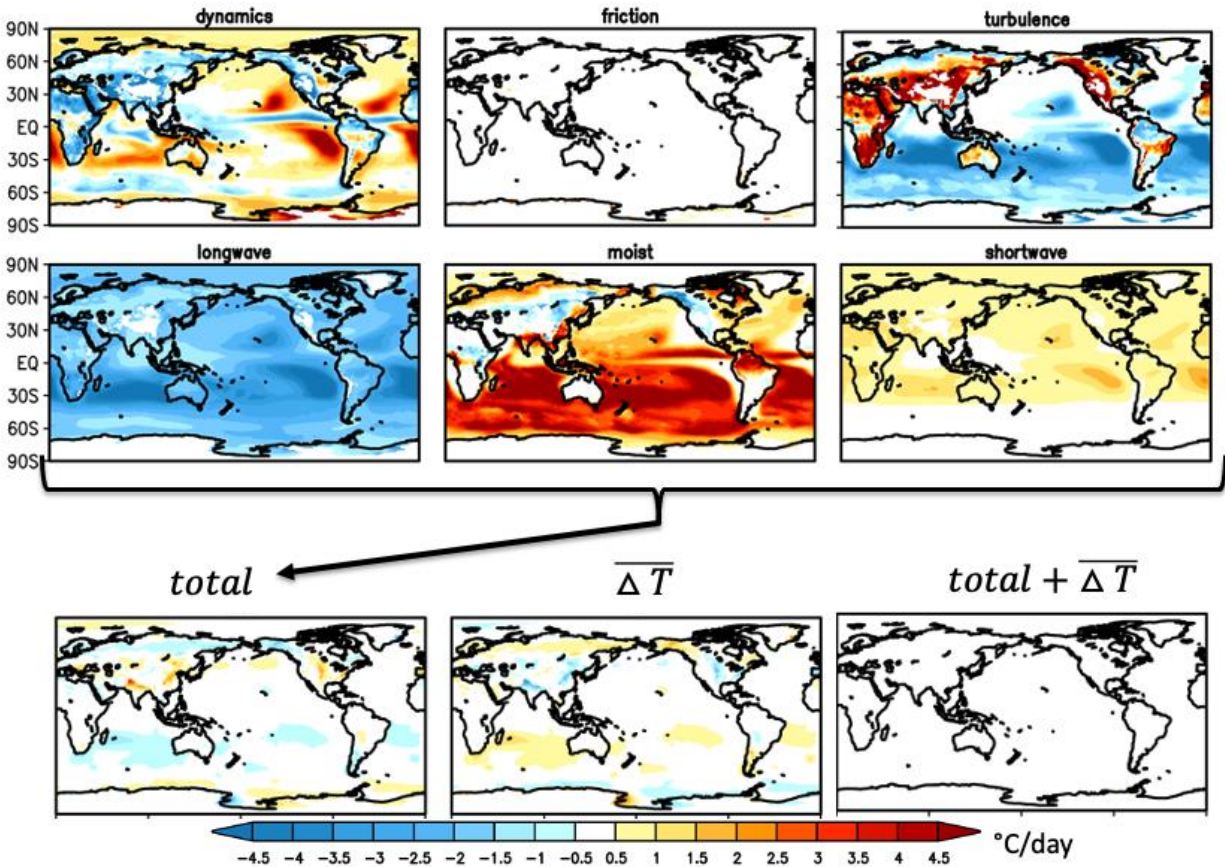 dynamics friction turbulence
90N
60N
30N
EQ
30S
60S
90S
longwave moist shortwave
90N
60N
30N
EQ
30S
60S
90S
total \overline{Δ T} total + \overline{Δ T}
-4.5 -4 -3.5 -3 -2.5 -2 -1.5 -1 -0.5 0.5 1 1.5 2 2.5 3 3.5 4 4.5 °C/day